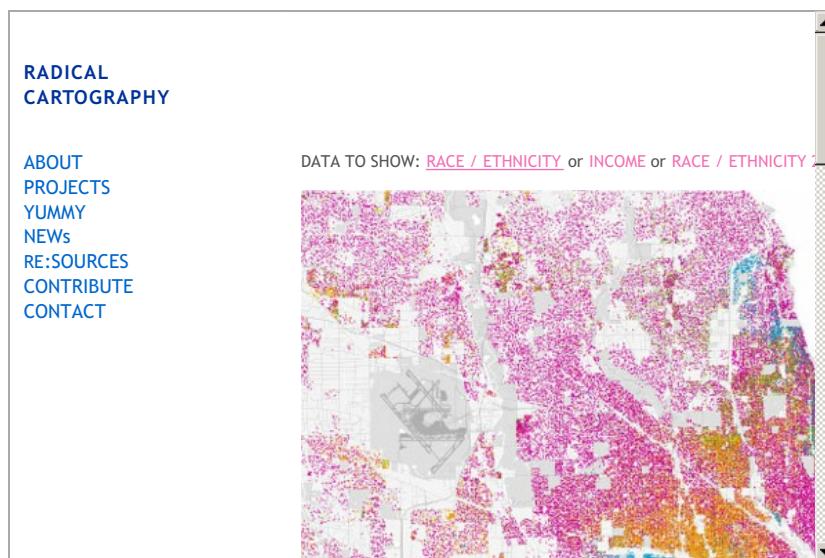 RADICAL
CARTOGRAPHY
ABOUT
PROJECTS
YUMMY
NEWs
RE:SOURCES
CONTRIBUTE
CONTACT
DATA TO SHOW: RACE / ETHNICITY or INCOME or RACE / ETHNICITY